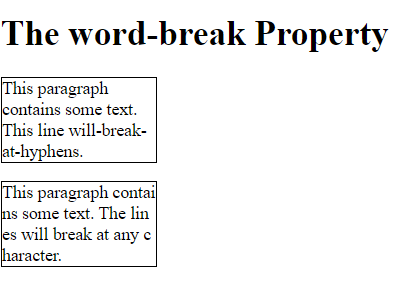 The word-break Property
This paragraph
contains some text.
This line will-break-
at-hyphens.
This paragraph contai
ns some text. The lin
es will break at any c
haracter.